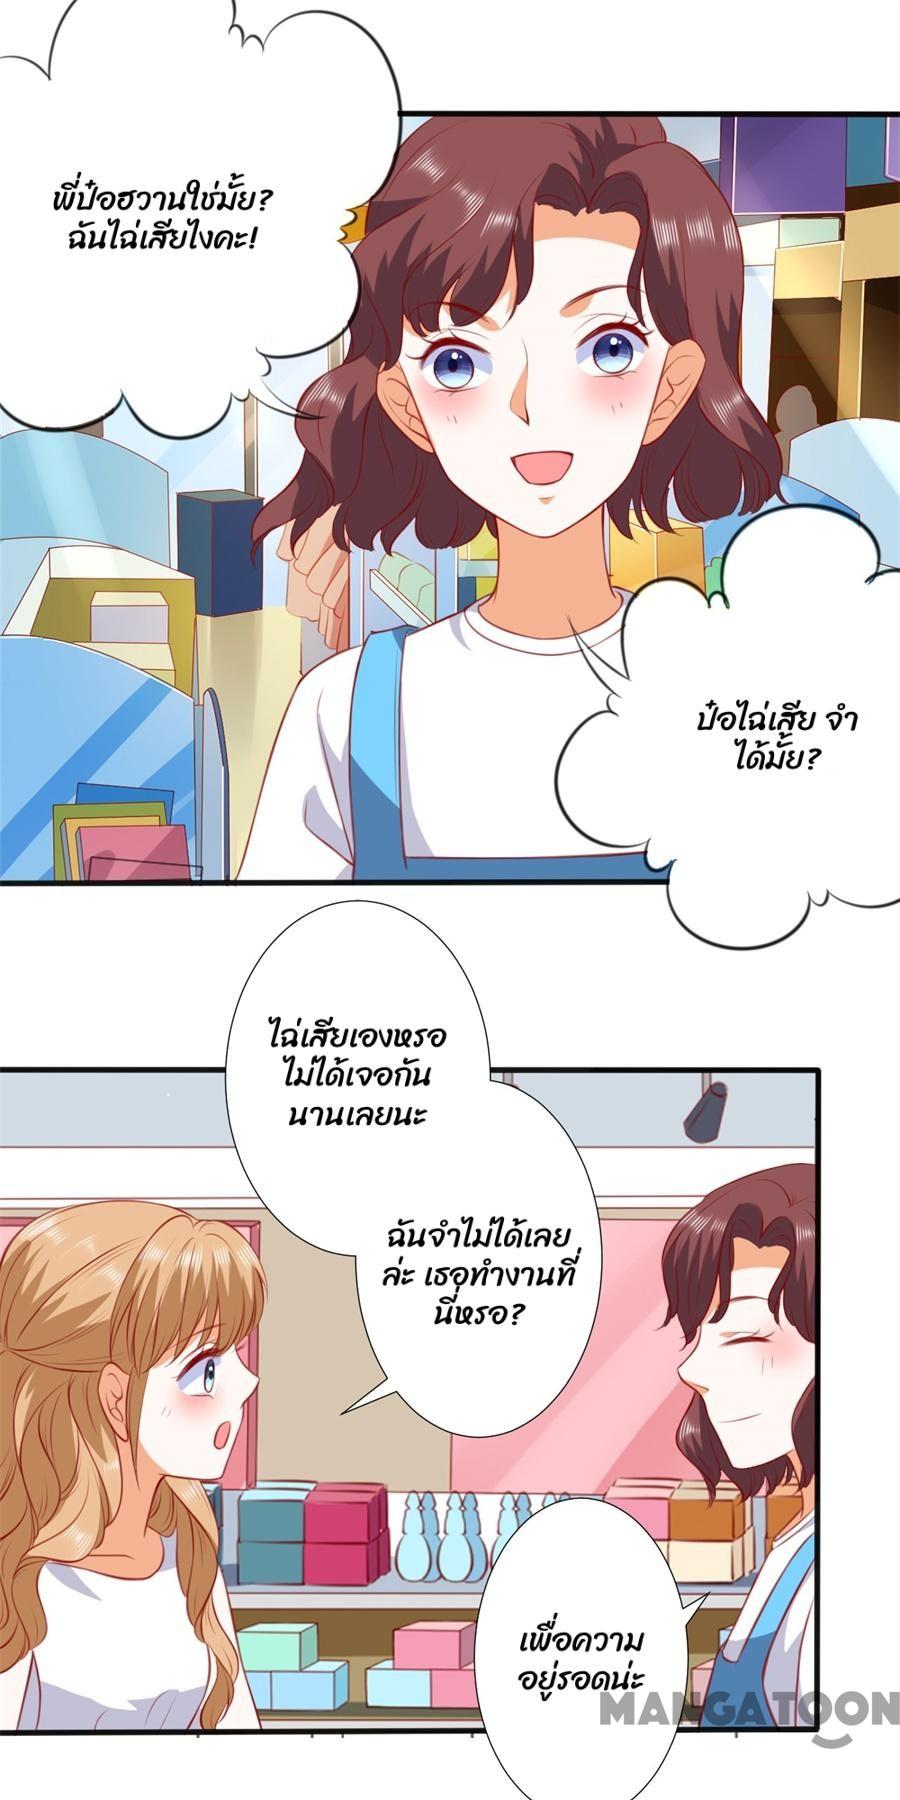 พี่ป๋อฮวานใช่มั้ย?
ฉันไฉ่เสียไงคะ!
ป๋อไฉ่เสีย จำ
ได้มั้ย?
ไฉ่เสียเองหรอ
ไม่ได้เจอกัน
นานเลยนะ
ฉันจำไม่ได้เลย
ล่ะ เธอทำงานที่
นี่หรอ?
เพื่อความ
อยู่รอดน่ะ
MANGATOON